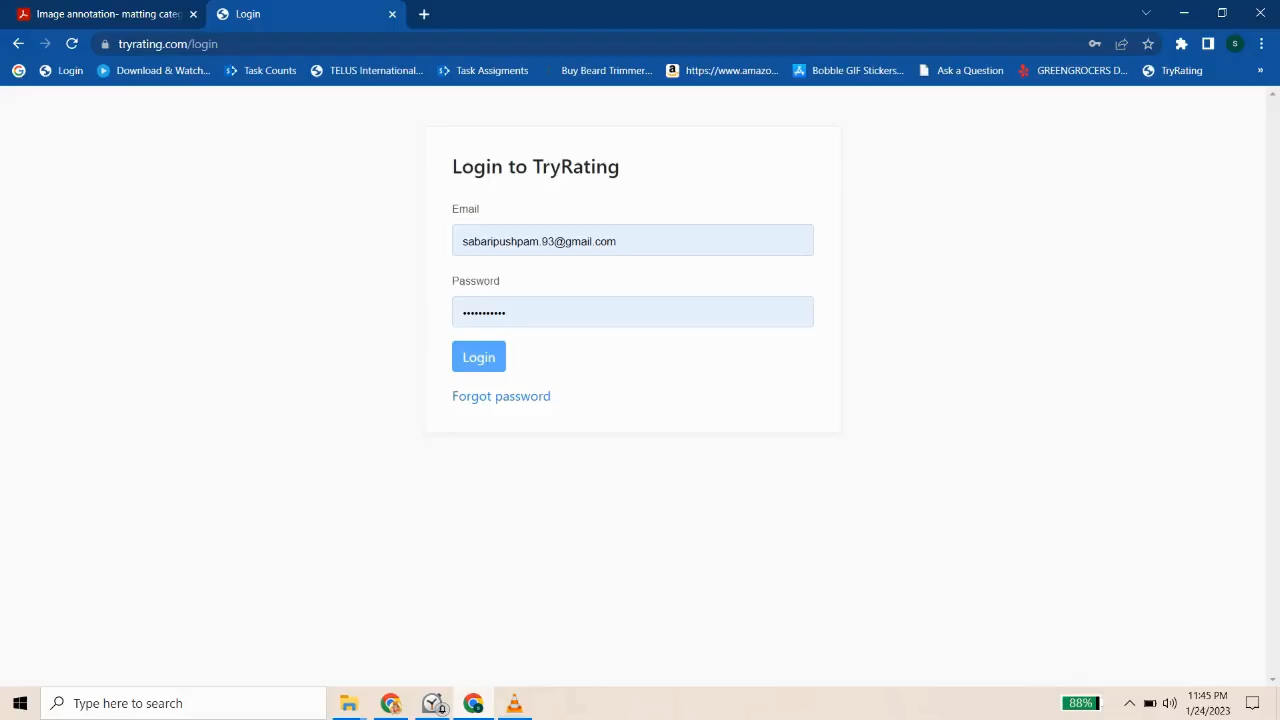 Image annotation- matting categ
Login
tryrating.com/login
Login
Download & Watch...
Task Counts
TELUS International...
Task Assigments
Buy Beard Trimmer...
https://www.amazo...
Bobble GIF Stickers...
Ask a Question
GREENGROCERS D...
TryRating
»
Login to TryRating
Email
sabaripushpam.93@gmail.com
Password
•••••••••••
Login
Forgot password
Type here to search
88%
11:45 PM
1/24/2023